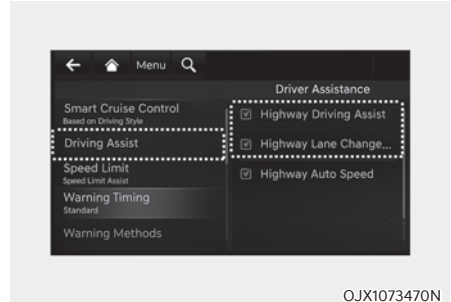 Menu
Driver Assistance
Smart Cruise Control
Based on Driving Style
Driving Assist
Speed Limit
Speed Limit Assist
Warning Timing
Standard
Warning Methods
Highway Driving Assist
Highway Lane Change...
Highway Auto Speed
OJX1073470N